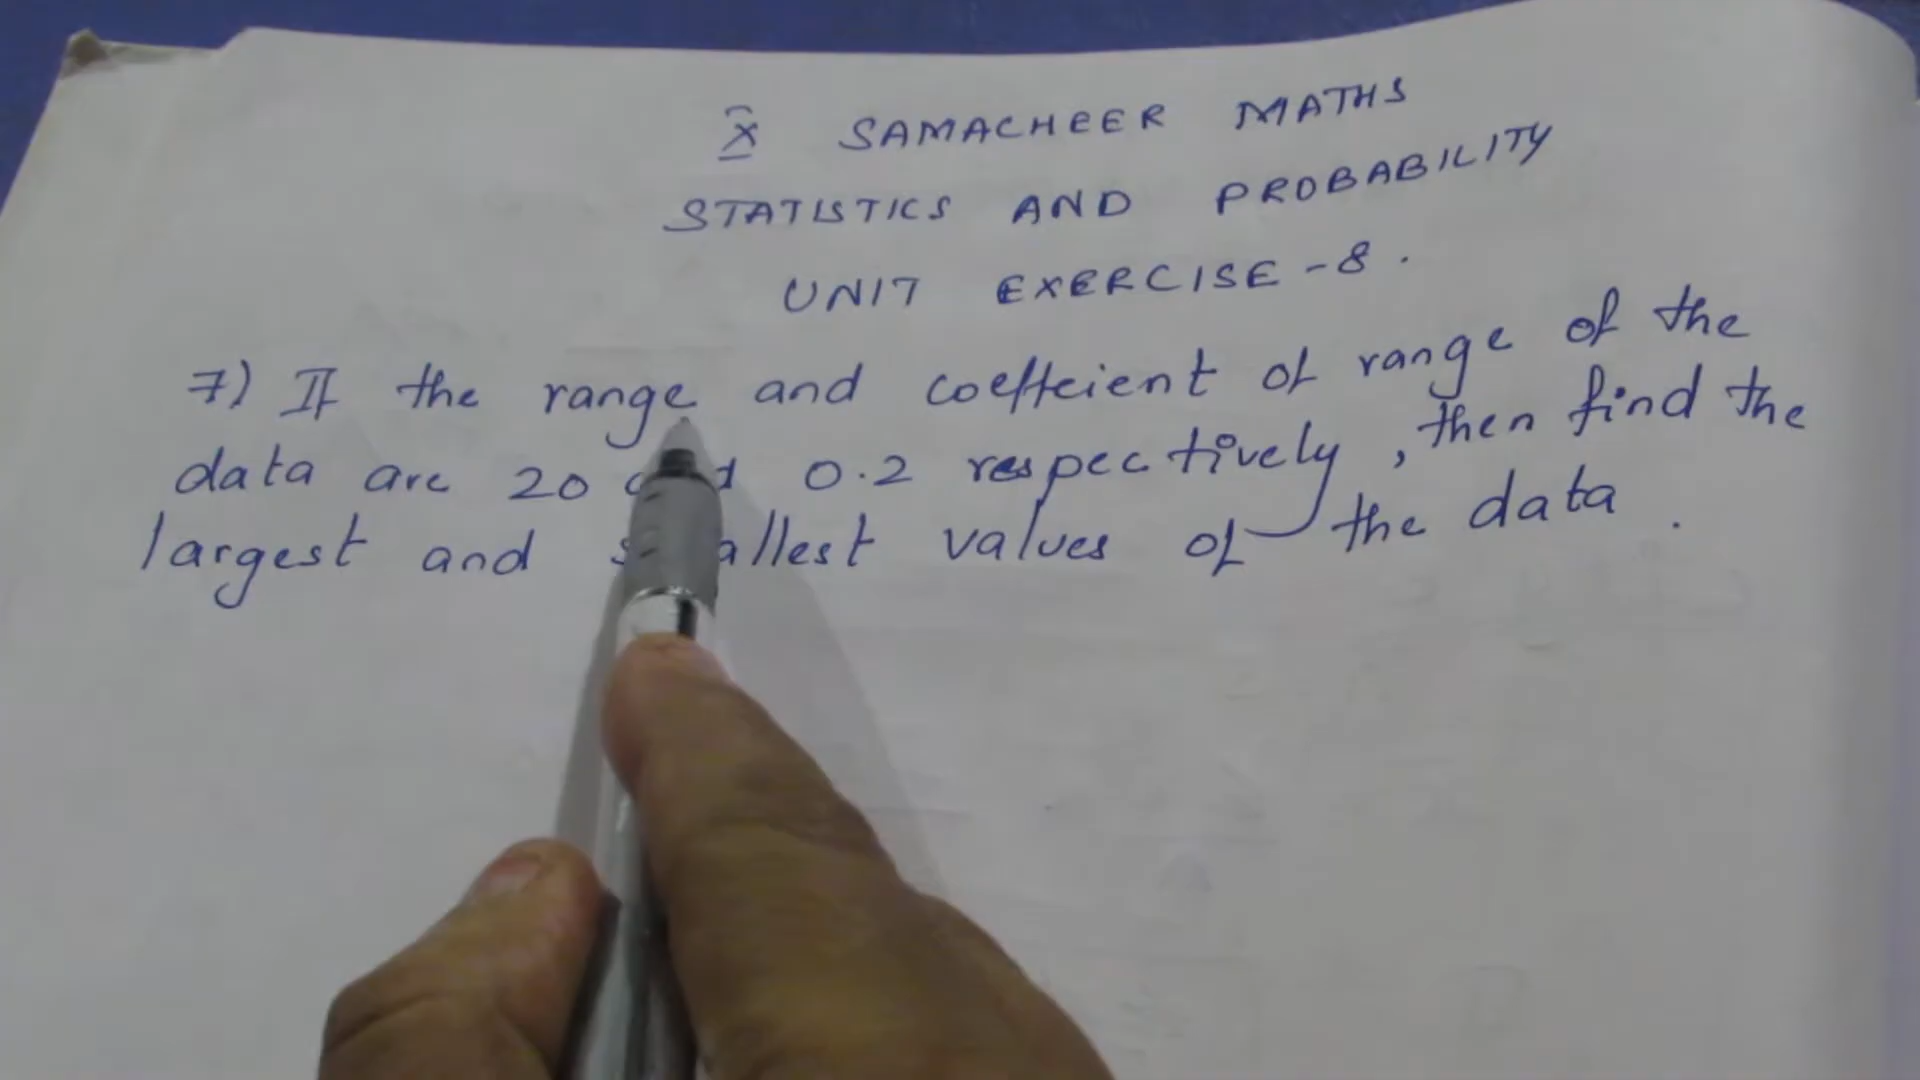 X SAMACHEER MATHS
STATISTICS AND PROBABILITY
UNIT EXERCISE - 8.
7) If the range and coefficient of range of the
data are 20 0.2 respectively, then find the
largest and values of the data.